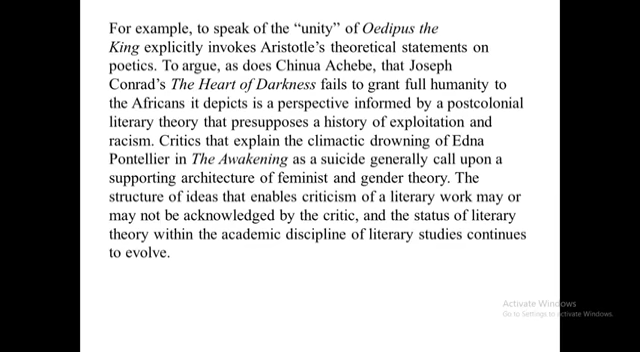 For example, to speak of the “unity” of Oedipus the
King explicitly invokes Aristotle’s theoretical statements on
poetics. To argue, as does Chinua Achebe, that Joseph
Conrad’s The Heart of Darkness fails to grant full humanity to
the Africans it depicts is a perspective informed by a postcolonial
literary theory that presupposes a history of exploitation and
racism. Critics that explain the climactic drowning of Edna
Pontellier in The Awakening as a suicide generally call upon a
supporting architecture of feminist and gender theory. The
structure of ideas that enables criticism of a literary work may or
may not be acknowledged by the critic, and the status of literary
theory within the academic discipline of literary studies continues
to evolve.
Activate Windows
Go to Settings to activate Windows.